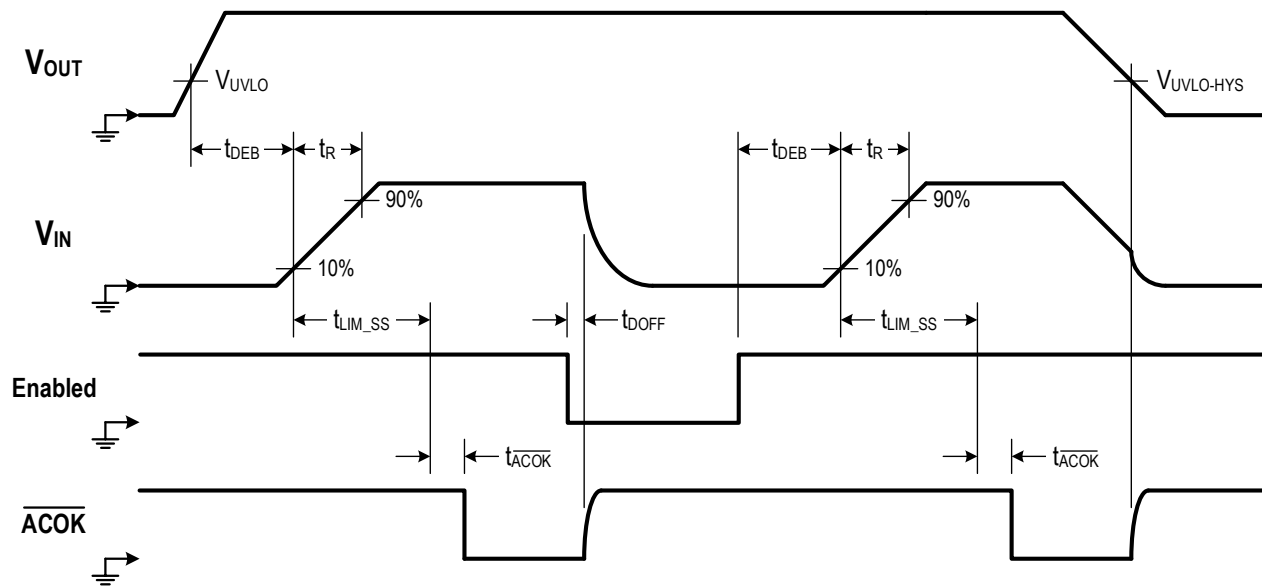 VOUT
VUVLO
VUVLO-HYS
tDEB
tR
tDEB
tR
90%
90%
VIN
10%
10%
tLIM_SS
tDOFF
tLIM_SS
Enabled
tACOK
tACOK
ACOK